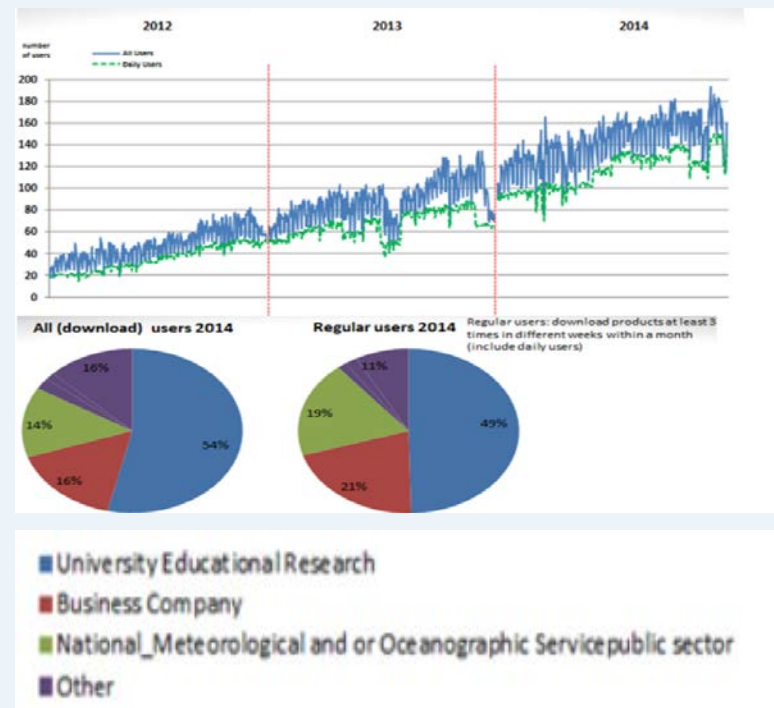 2012 2013 2014
number
of users
All Users
Daily Users
200
180
160
140
120
100
80
60
40
20
0
All (download) users 2014
Regular users 2014
Regular users: download products at least 3
times in different weeks within a month
(include daily users)
16%
14%
54%
16%
11%
19%
49%
21%
University Educational Research
Business Company
National_Meteorological and or Oceanographic Servicepublic sector
Other